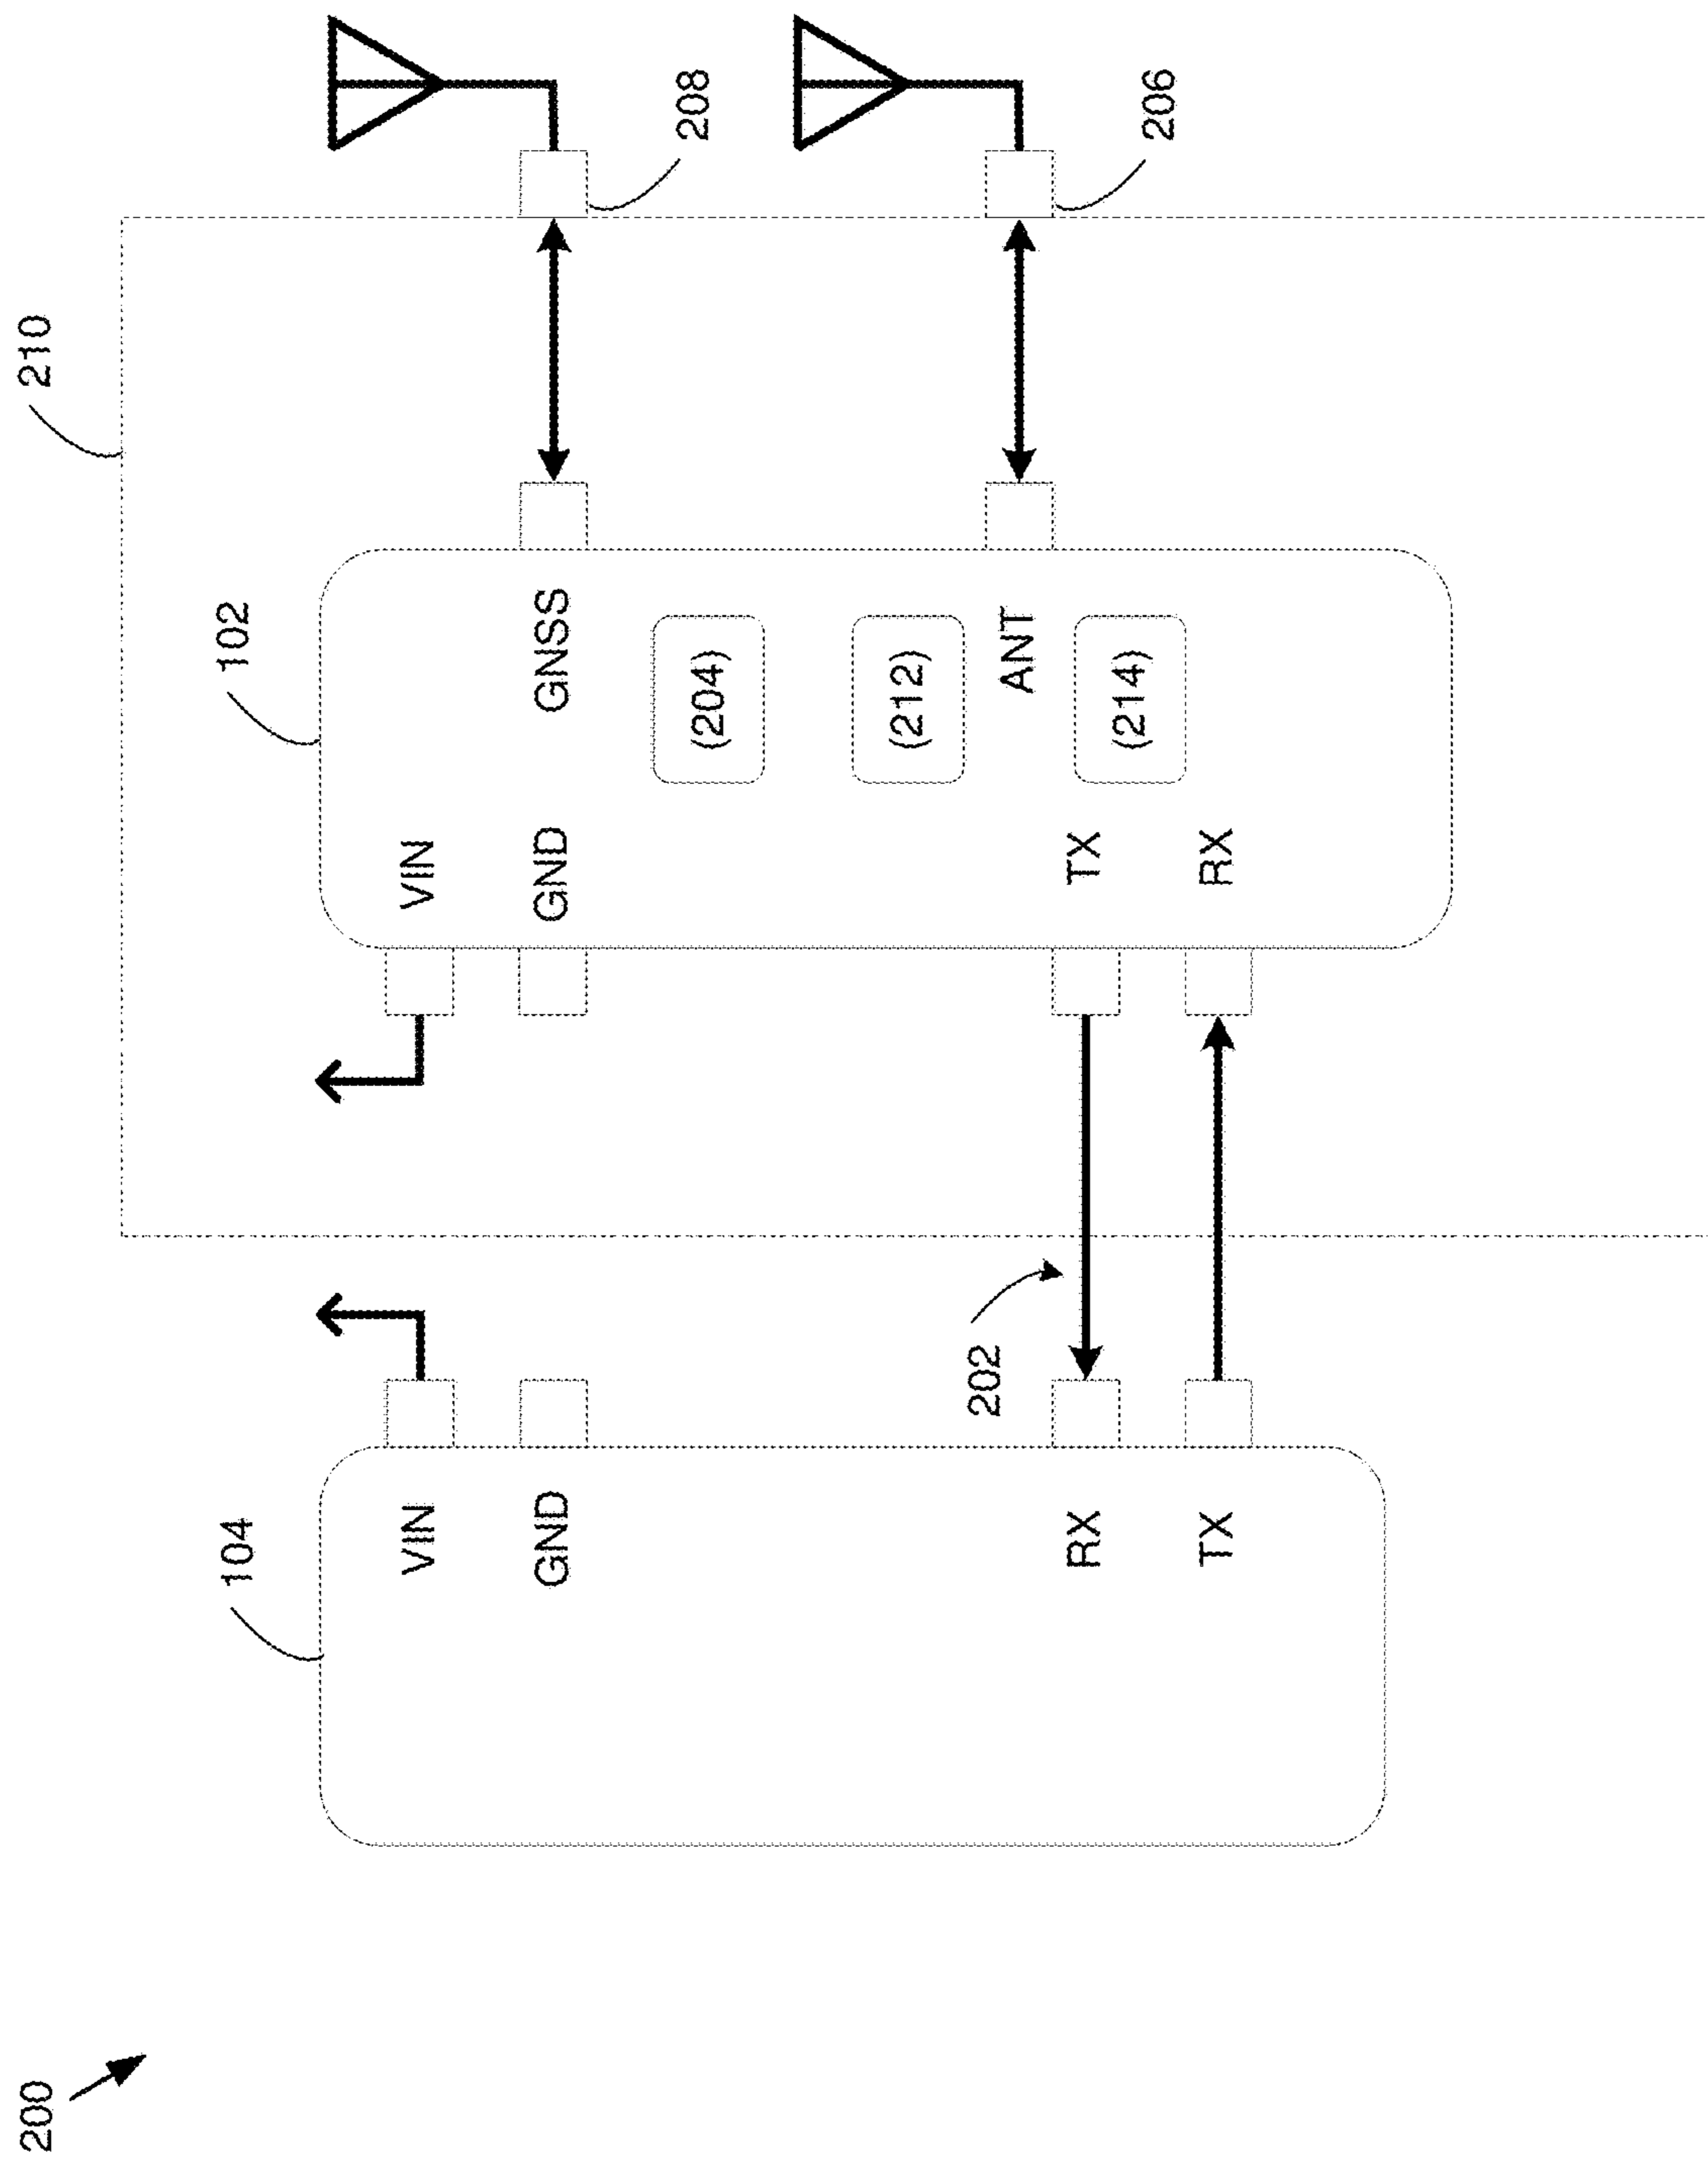 200
104
VIN
GND
RX
TX
202
210
102
VIN
GND
TX
RX
GNSS
(204)
(212)
ANT
(214)
208
206